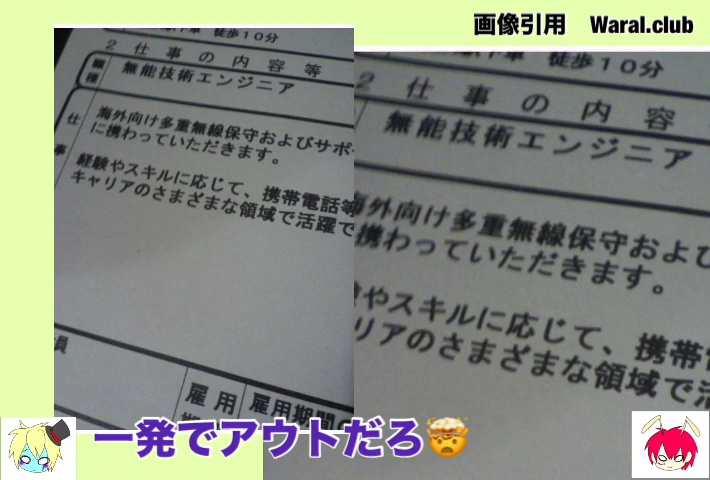 画像引用 Waral.club
徒歩10分
2 仕事の内容等
職種
無能技術エンジニア
仕事
海外向け多重無線保守およびサポ
に携わっていただきます。
経験やスキルに応じて、携帯電話等
キャリアのさまざまな領域で活躍で
員
雇用
雇用期間
徒歩10分
2 仕事の内容
無能技術エンジニア
海外向け多重無線保守およ
携わっていただきます。
やスキルに応じて、携帯
リアのさまざまな領域で
一発でアウトだろ🤯